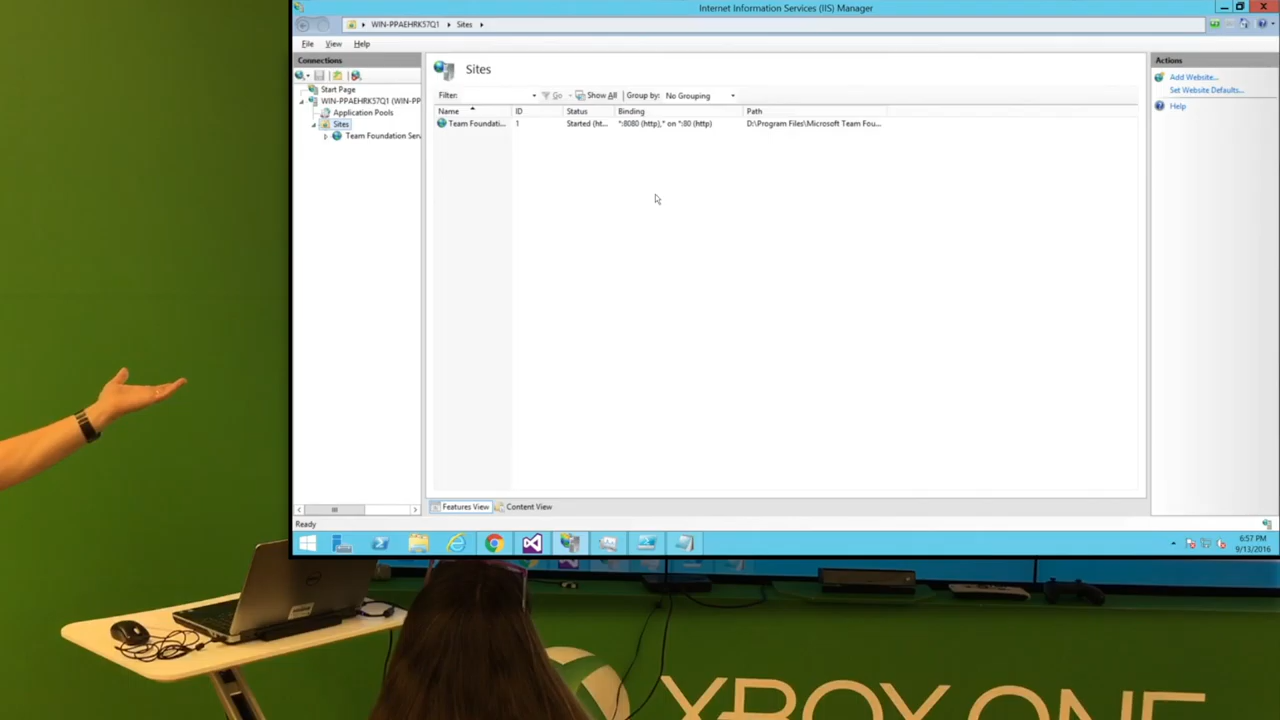 Internet Information Services (IIS) Manager
WIN-PPAEHRK57Q1 Sites
File View Help
Connections
Start Page
WIN-PPAEHRK57Q1 (WIN-PP
Application Pools
Sites
Team Foundation Serv
Sites
Filter: Go Show All Group by: No Grouping
Name ID Status Binding Path
Team Foundati... 1 Started (ht... *:8080 (http),* on *:80 (http) D:\Program Files\Microsoft Team Fou...
Features View Content View
Actions
Add Website...
Set Website Defaults...
Help
Ready
6:57 PM
9/13/2016
DELL
XBOX ONE